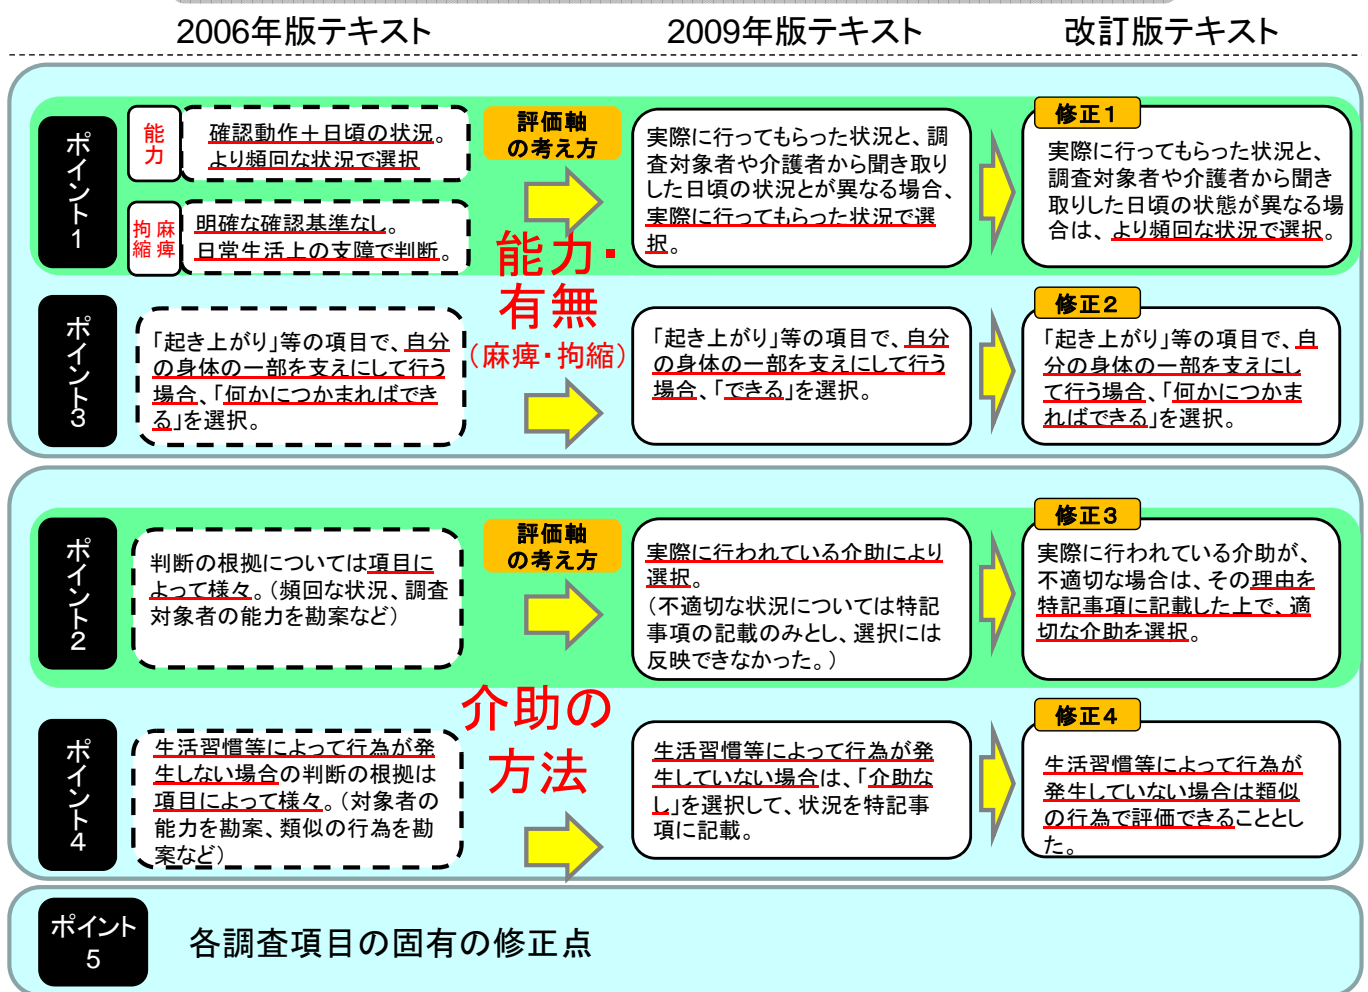 2006年版テキスト
2009年版テキスト
改訂版テキスト
ポイント1
能力
確認動作＋日頃の状況。
より頻回な状況で選択
拘縮 麻痺
明確な確認基準なし。
日常生活上の支障で判断。
評価軸
の考え方
実際に行ってもらった状況と、調
査対象者や介護者から聞き取り
した日頃の状況とが異なる場合、
実際に行ってもらった状況で選
択。
修正１
実際に行ってもらった状況と、
調査対象者や介護者から聞き
取りした日頃の状態が異なる場
合は、より頻回な状況で選択。
能力・
有無
（麻痺・拘縮）
ポイント3
「起き上がり」等の項目で、自分
の身体の一部を支えにして行う
場合、「何かにつかまればでき
る」を選択。
「起き上がり」等の項目で、自分
の身体の一部を支えにして行う
場合、「できる」を選択。
修正２
「起き上がり」等の項目で、自
分の身体の一部を支えにし
て行う場合、「何かにつかま
ればできる」を選択。
ポイント2
判断の根拠については項目に
よって様々。（頻回な状況、調査
対象者の能力を勘案など）
評価軸
の考え方
実際に行われている介助により
選択。
（不適切な状況については特記
事項の記載のみとし、選択には
反映できなかった。）
修正３
実際に行われている介助が、
不適切な場合は、その理由を
特記事項に記載した上で、適
切な介助を選択。
介助の
方法
ポイント4
生活習慣等によって行為が発
生しない場合の判断の根拠は
項目によって様々。（対象者の
能力を勘案、類似の行為を勘
案など）
生活習慣等によって行為が発
生していない場合は、「介助な
し」を選択して、状況を特記事
項に記載。
修正４
生活習慣等によって行為が
発生していない場合は類似
の行為で評価できることとし
た。
ポイント
5
各調査項目の固有の修正点